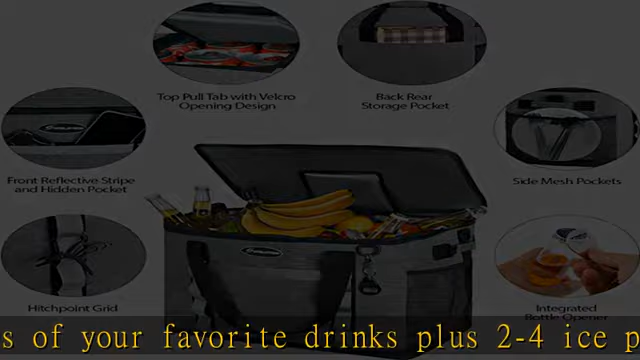 Top Pull Tab with Velcro
Opening Design
Back Rear
Storage Pocket
Front Reflective Stripe
and Hidden Pocket
Side Mesh Pockets
Hitchpoint Grid
Integrated
Bottle Opener
s of your favorite drinks plus 2-4 ice p